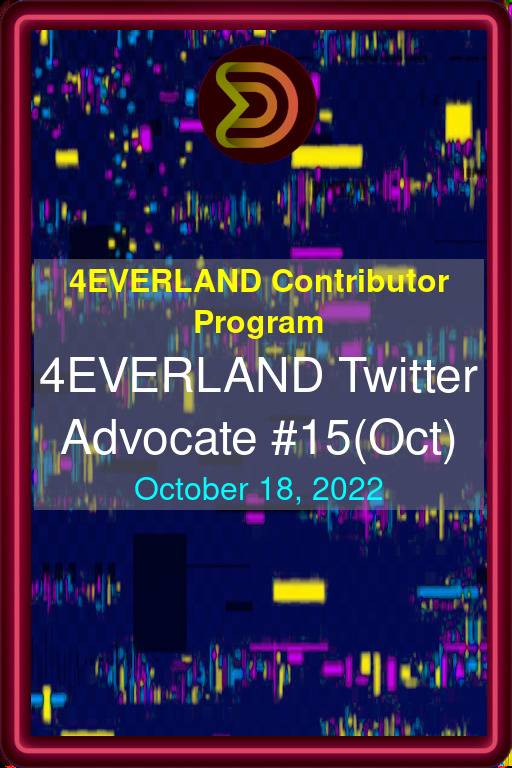 4EVERLAND Contributor
Program
4EVERLAND Twitter
Advocate #15(Oct)
October 18, 2022